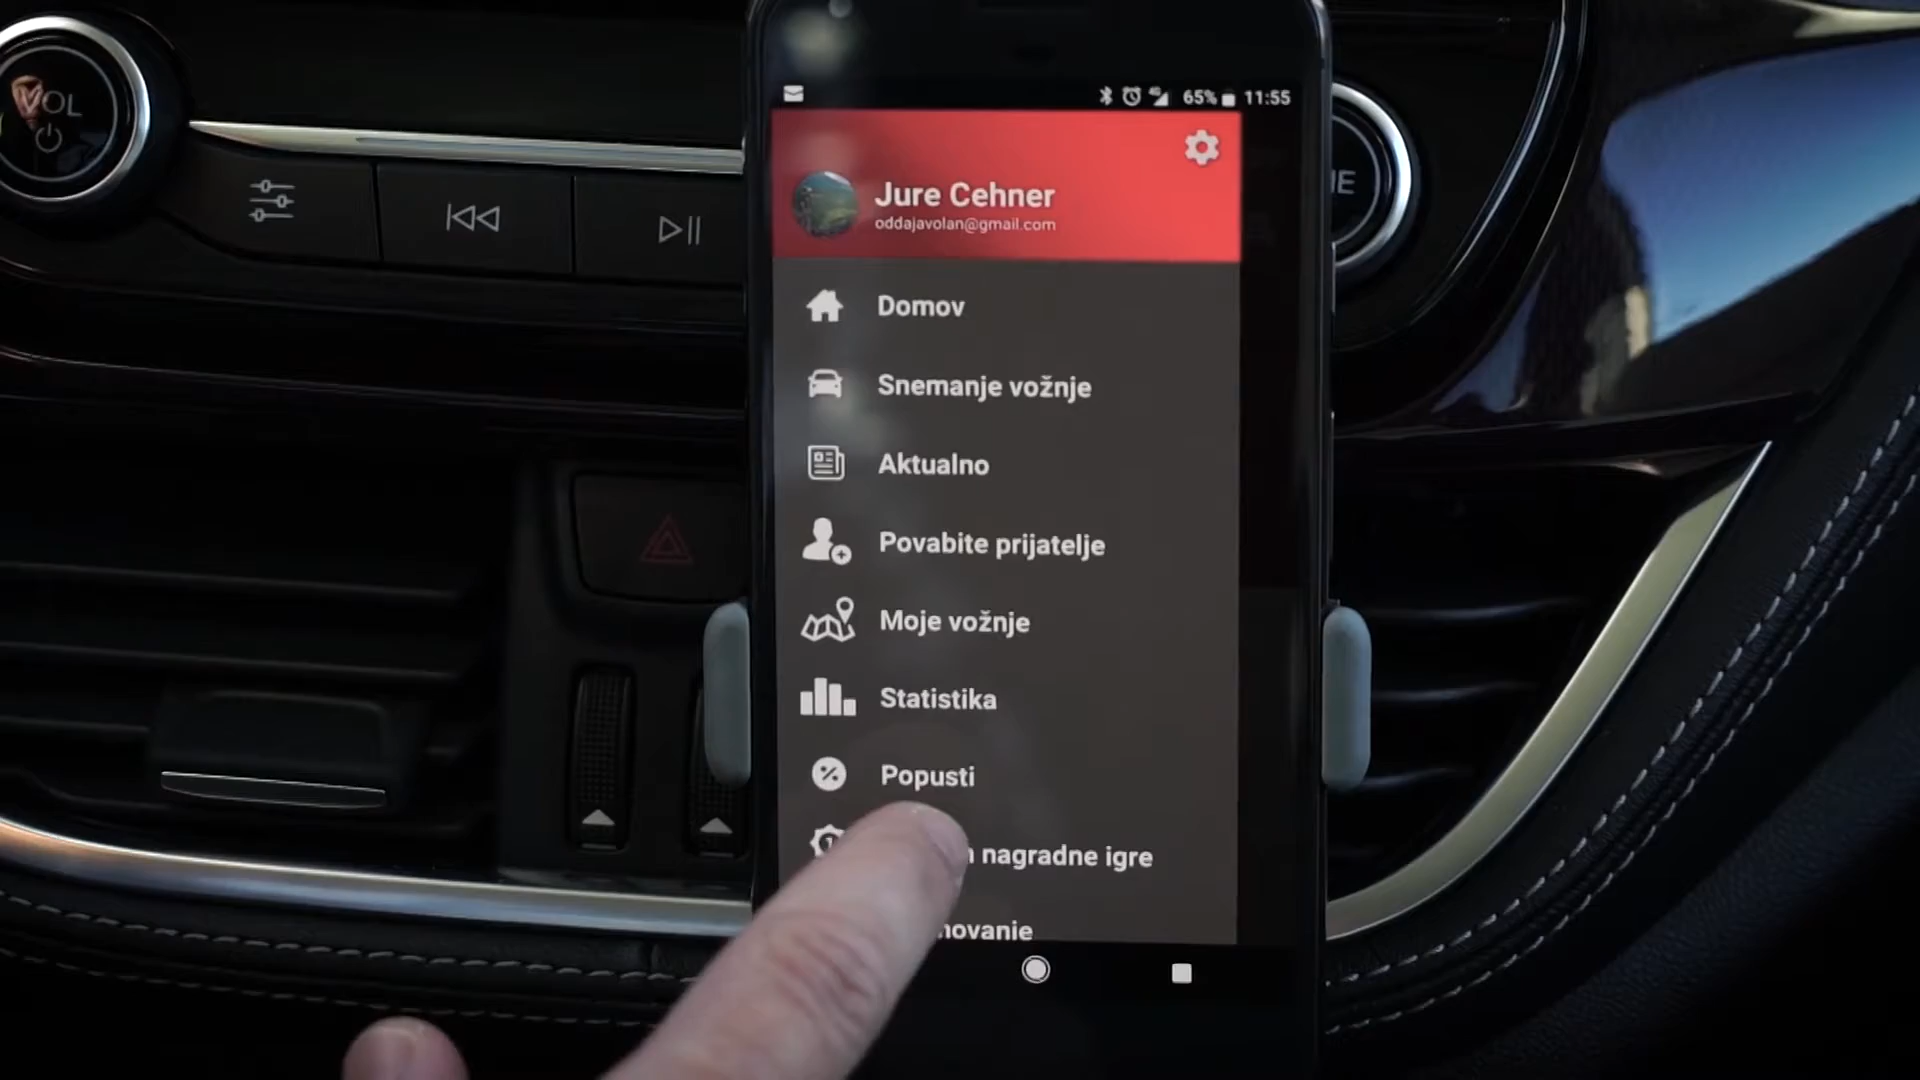 VOL
65% 11:55
Jure Cehner
oddajavolan@gmail.com
Domov
Snemanje vožnje
Aktualno
Povabite prijatelje
Moje vožnje
Statistika
Popusti
nagradne igre